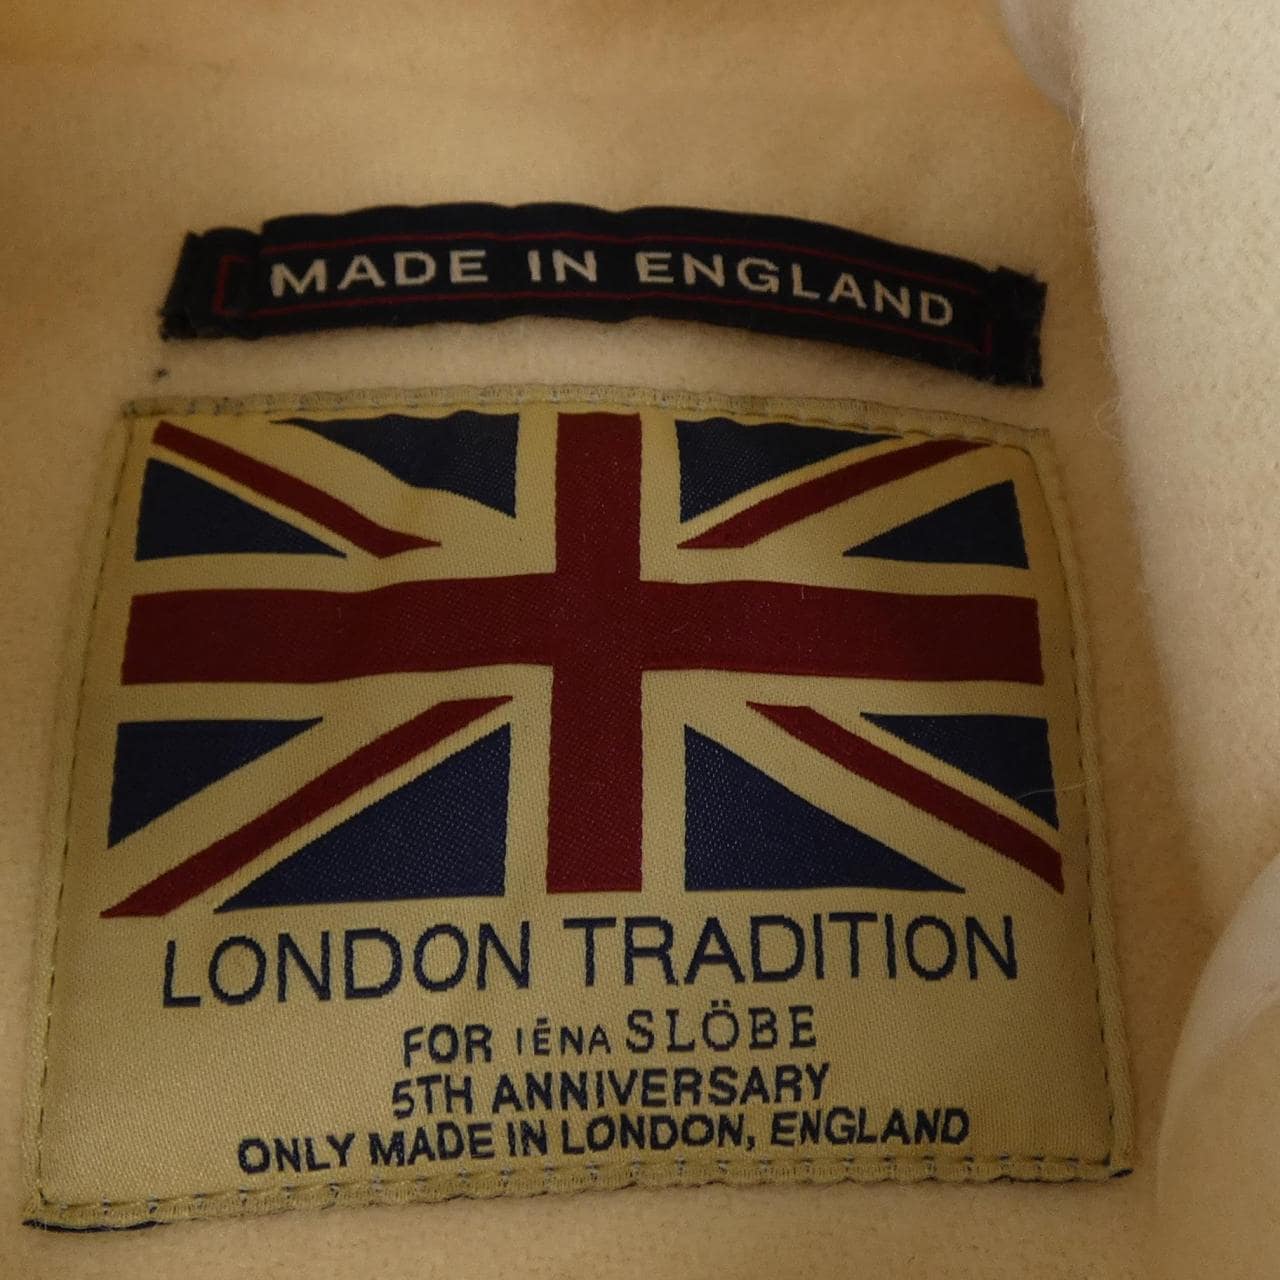 MADE IN ENGLAND
LONDON TRADITION
FOR IÉNA SLÖBE
5TH ANNIVERSARY
ONLY MADE IN LONDON, ENGLAND